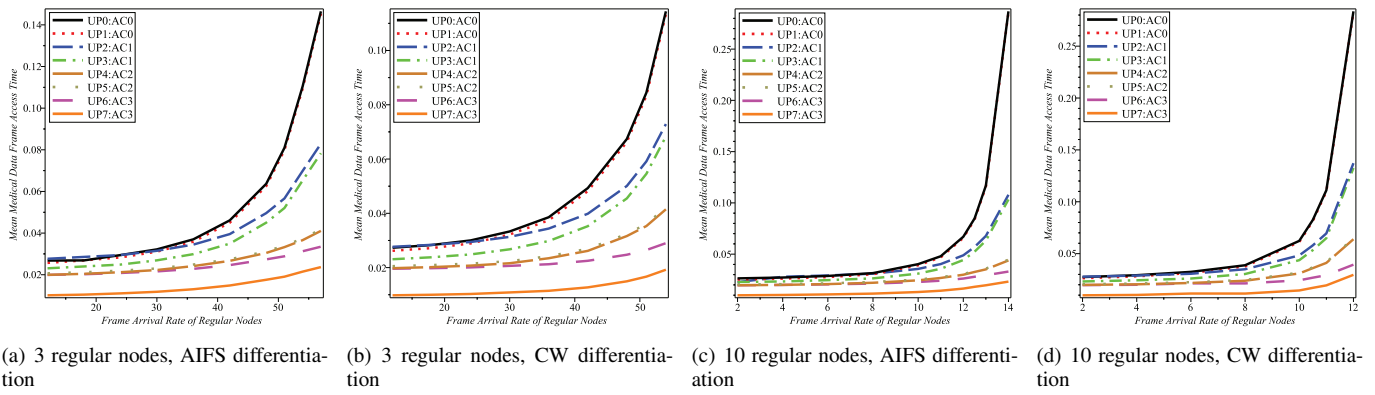 Mean Medical Data Frame Access Time
0.14
0.12
0.10
0.08
0.06
0.04
0.02
UP0:AC0
UP1:AC0
UP2:AC1
UP3:AC1
UP4:AC2
UP5:AC2
UP6:AC3
UP7:AC3
20 30 40 50
Frame Arrival Rate of Regular Nodes
(a) 3 regular nodes, AIFS differentia-
tion
Mean Medical Data Frame Access Time
0.10
0.08
0.06
0.04
0.02
UP0:AC0
UP1:AC0
UP2:AC1
UP3:AC1
UP4:AC2
UP5:AC2
UP6:AC3
UP7:AC3
20 30 40 50
Frame Arrival Rate of Regular Nodes
(b) 3 regular nodes, CW differentia-
tion
Mean Medical Data Frame Access Time
0.25
0.20
0.15
0.10
0.05
UP0:AC0
UP1:AC0
UP2:AC1
UP3:AC1
UP4:AC2
UP5:AC2
UP6:AC3
UP7:AC3
2 4 6 8 10 12 14
Frame Arrival Rate of Regular Nodes
(c) 10 regular nodes, AIFS differenti-
ation
Mean Medical Data Frame Access Time
0.25
0.20
0.15
0.10
0.05
UP0:AC0
UP1:AC0
UP2:AC1
UP3:AC1
UP4:AC2
UP5:AC2
UP6:AC3
UP7:AC3
2 4 6 8 10 12
Frame Arrival Rate of Regular Nodes
(d) 10 regular nodes, CW differentia-
tion